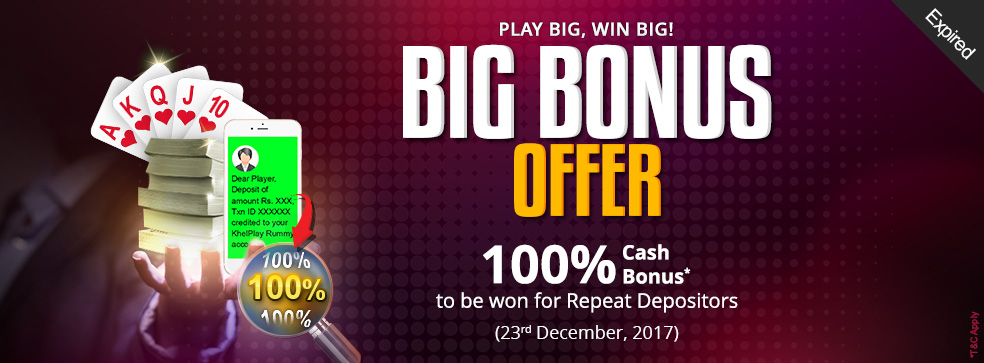 PLAY BIG, WIN BIG!
BIG BONUS
OFFER
100% Cash
Bonus*
to be won for Repeat Depositors
(23rd December, 2017)
Expired
A K Q J 10
Dear Player,
Deposit of
amount Rs. XXX,
Txn ID XXXXXX
credited to your
KhelPlay Rummy
acco
100%
100%
100%
*T&C Apply